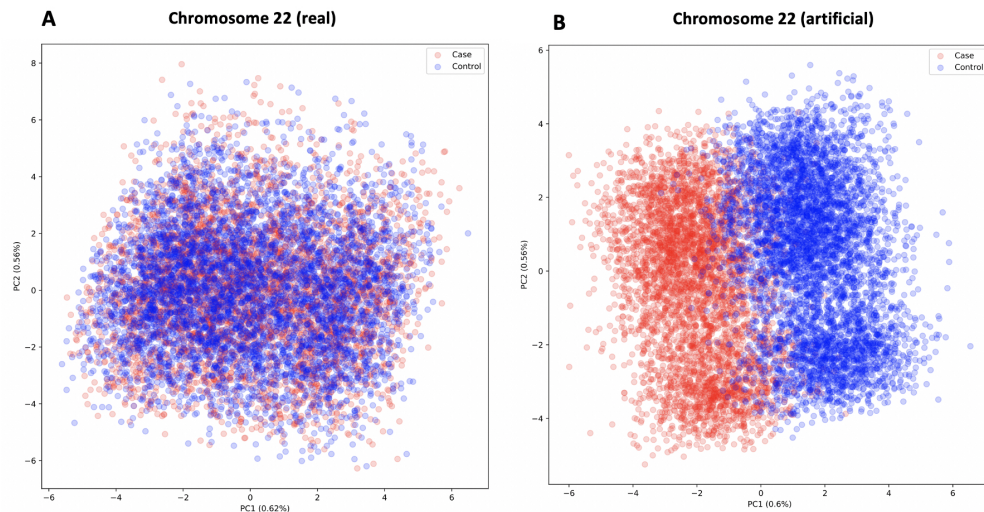 A
Chromosome 22 (real)
Case
Control
8
6
4
2
0
−2
−4
−6
PC2 (0.56%)
−6 −4 −2 0 2 4 6
PC1 (0.62%)
B
Chromosome 22 (artificial)
Case
Control
6
4
2
0
−2
−4
PC2 (0.56%)
−6 −4 −2 0 2 4 6
PC1 (0.6%)